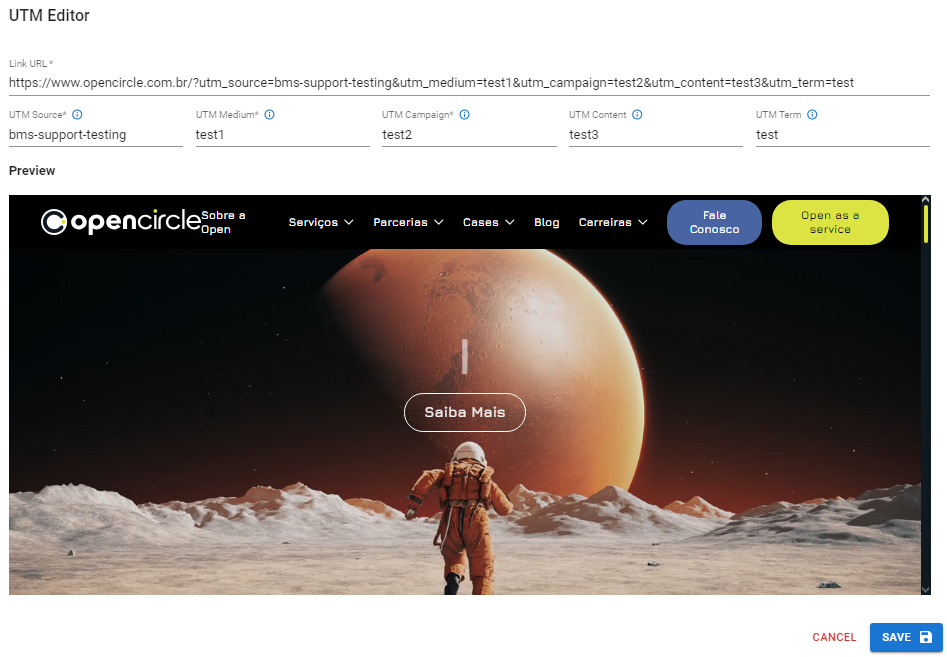 UTM Editor
Link URL *
https://www.opencircle.com.br/?utm_source=bms-support-testing&utm_medium=test1&utm_campaign=test2&utm_content=test3&utm_term=test
UTM Source* UTM Medium* UTM Campaign* UTM Content UTM Term
bms-support-testing test1 test2 test3 test
Preview
opencircle
Sobre a
Open
Serviços Parcerias Cases Blog Carreiras
Fale
Conosco
Open as a
service
Saiba Mais
CANCEL SAVE